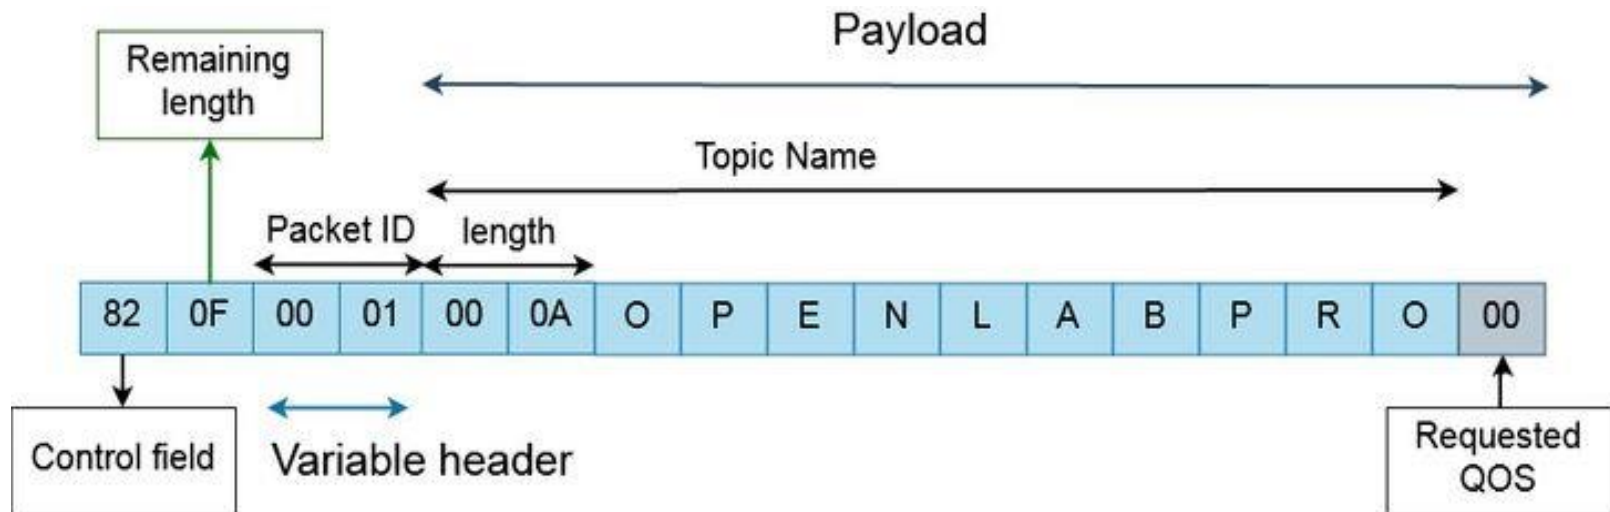 Payload
Remaining
length
Topic Name
Packet ID
length
82 0F 00 01 00 0A O P E N L A B P R O 00
Control field
Variable header
Requested
QOS